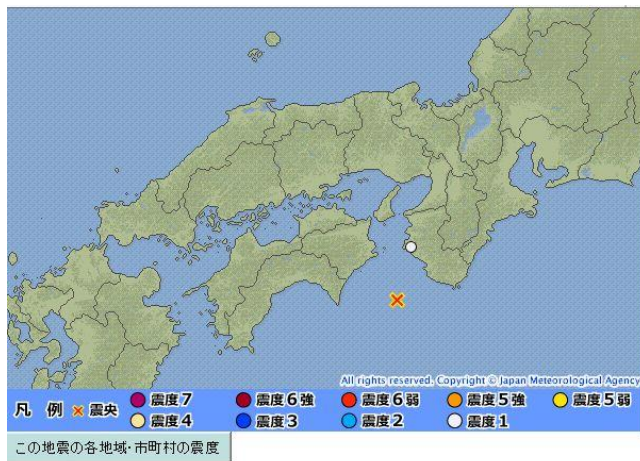 All rights reserved. Copyright © Japan Meteorological Agency
凡 例 × 震央 震度7 震度6強 震度6弱 震度5強 震度5弱
震度4 震度3 震度2 震度1
この地震の各地域・市町村の震度